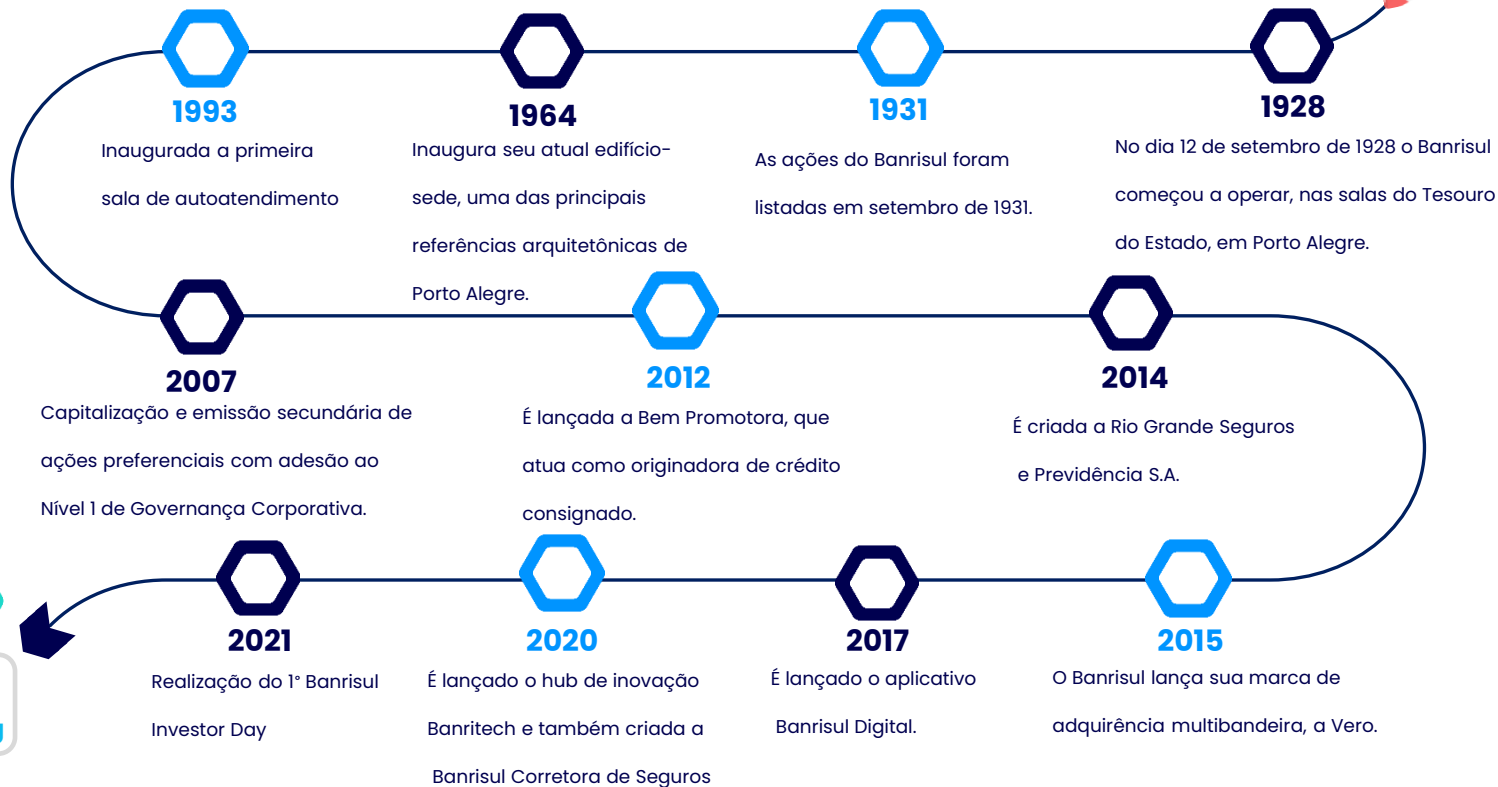 1993
Inaugurada a primeira
sala de autoatendimento
1964
Inaugura seu atual edifício-
sede, uma das principais
referências arquitetônicas de
Porto Alegre.
1931
As ações do Banrisul foram
listadas em setembro de 1931.
1928
No dia 12 de setembro de 1928 o Banrisul
começou a operar, nas salas do Tesouro
do Estado, em Porto Alegre.
2007
Capitalização e emissão secundária de
ações preferenciais com adesão ao
Nível 1 de Governança Corporativa.
2012
É lançada a Bem Promotora, que
atua como originadora de crédito
consignado.
2014
É criada a Rio Grande Seguros
e Previdência S.A.
2021
Realização do 1° Banrisul
Investor Day
2020
É lançado o hub de inovação
Banritech e também criada a
Banrisul Corretora de Seguros
2017
É lançado o aplicativo
Banrisul Digital.
2015
O Banrisul lança sua marca de
adquirência multibandeira, a Vero.